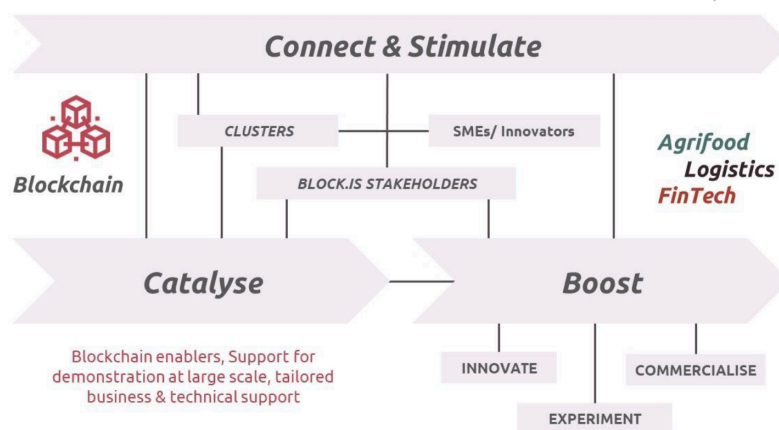 Connect & Stimulate
CLUSTERS
SMEs/ Innovators
Blockchain
BLOCK.IS STAKEHOLDERS
Agrifood
Logistics
FinTech
Catalyse
Boost
Blockchain enablers, Support for
demonstration at large scale, tailored
business & technical support
INNOVATE
COMMERCIALISE
EXPERIMENT